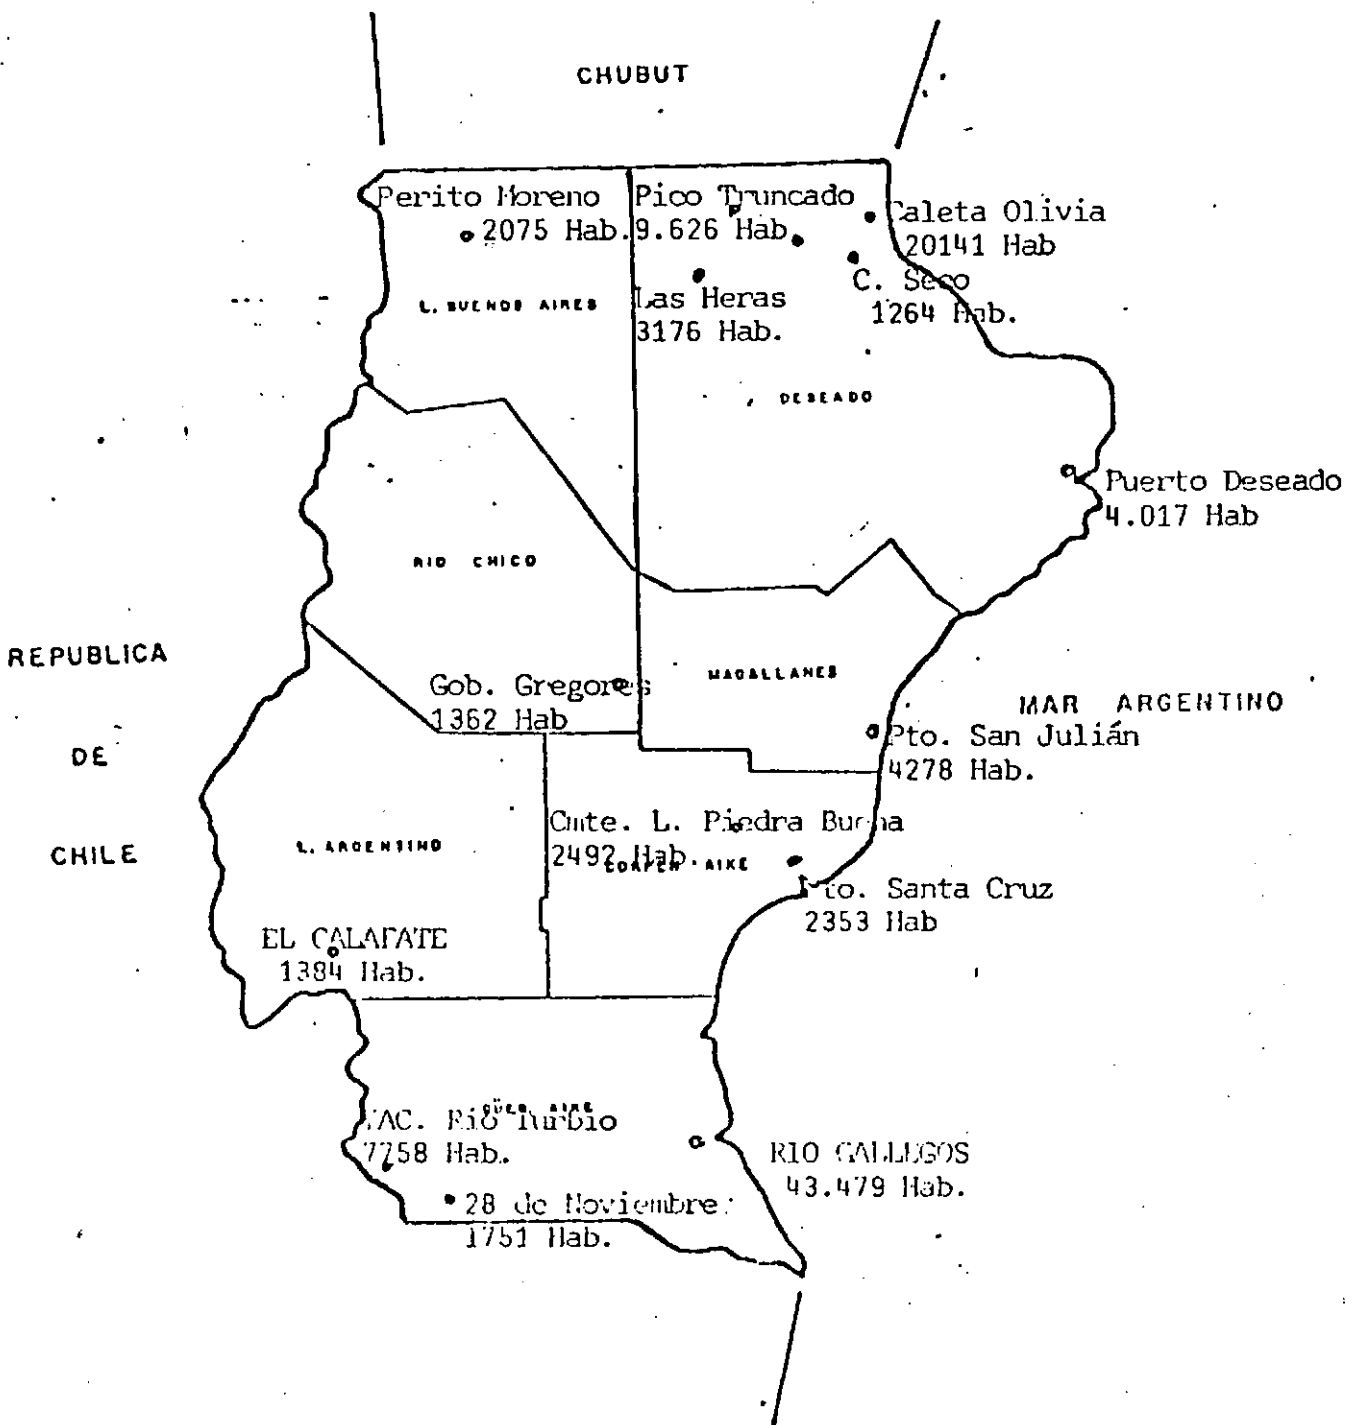 CHUBUT
Perito Moreno
2075 Hab.
Pico Truncado
9.626 Hab
Caleta Olivia
20141 Hab
C. Seco
1264 Hab.
L. BUENOS AIRES
Las Heras
3176 Hab.
DESEADO
Puerto Deseado
4.017 Hab
RIO CHICO
REPUBLICA
DE
CHILE
Gob. Gregores
1362 Hab
MAGALLANES
MAR ARGENTINO
Pto. San Julián
4278 Hab.
L. ARGENTINO
Cmte. L. Piedra Buena
2492 Hab.
CORPEN AIKE
Pto. Santa Cruz
2353 Hab
EL CALAFATE
1384 Hab.
AIKE
Río Turbio
7758 Hab.
RIO GALLEGOS
43.479 Hab.
28 de Noviembre
1751 Hab.